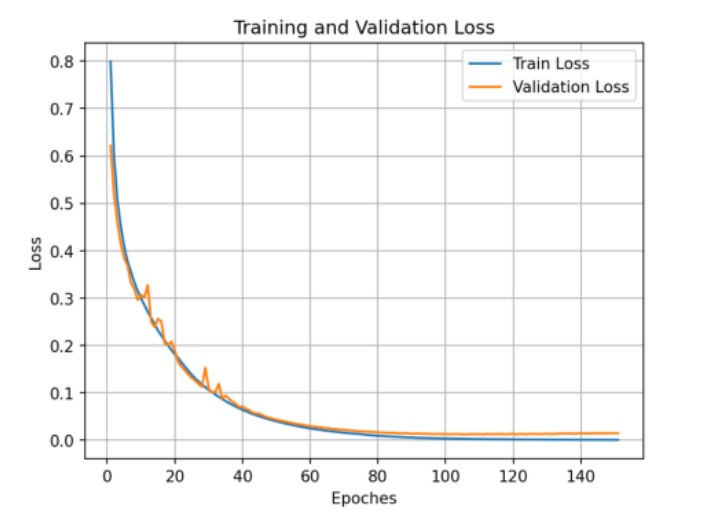 Training and Validation Loss
Train Loss
Validation Loss
0.8
0.7
0.6
0.5
0.4
0.3
0.2
0.1
0.0
Loss
0 20 40 60 80 100 120 140
Epoches